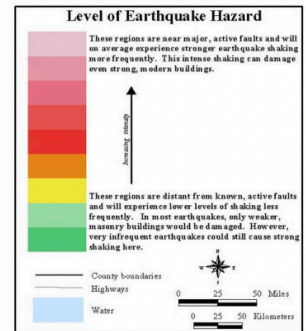 Level of Earthquake Hazard
These regions are near major, active faults and will
on average experience stronger earthquake shaking
more frequently. This intense shaking can damage
even strong, modern buildings.
Increasing intensity
These regions are distant from known, active faults
and will experience lower levels of shaking less
frequently. In most earthquakes, only weaker,
masonry buildings would be damaged. However,
very infrequent earthquakes could still cause strong
shaking here.
County boundaries
Highways
Water
N
W E
S
0 25 50 Miles
0 25 50 Kilometers